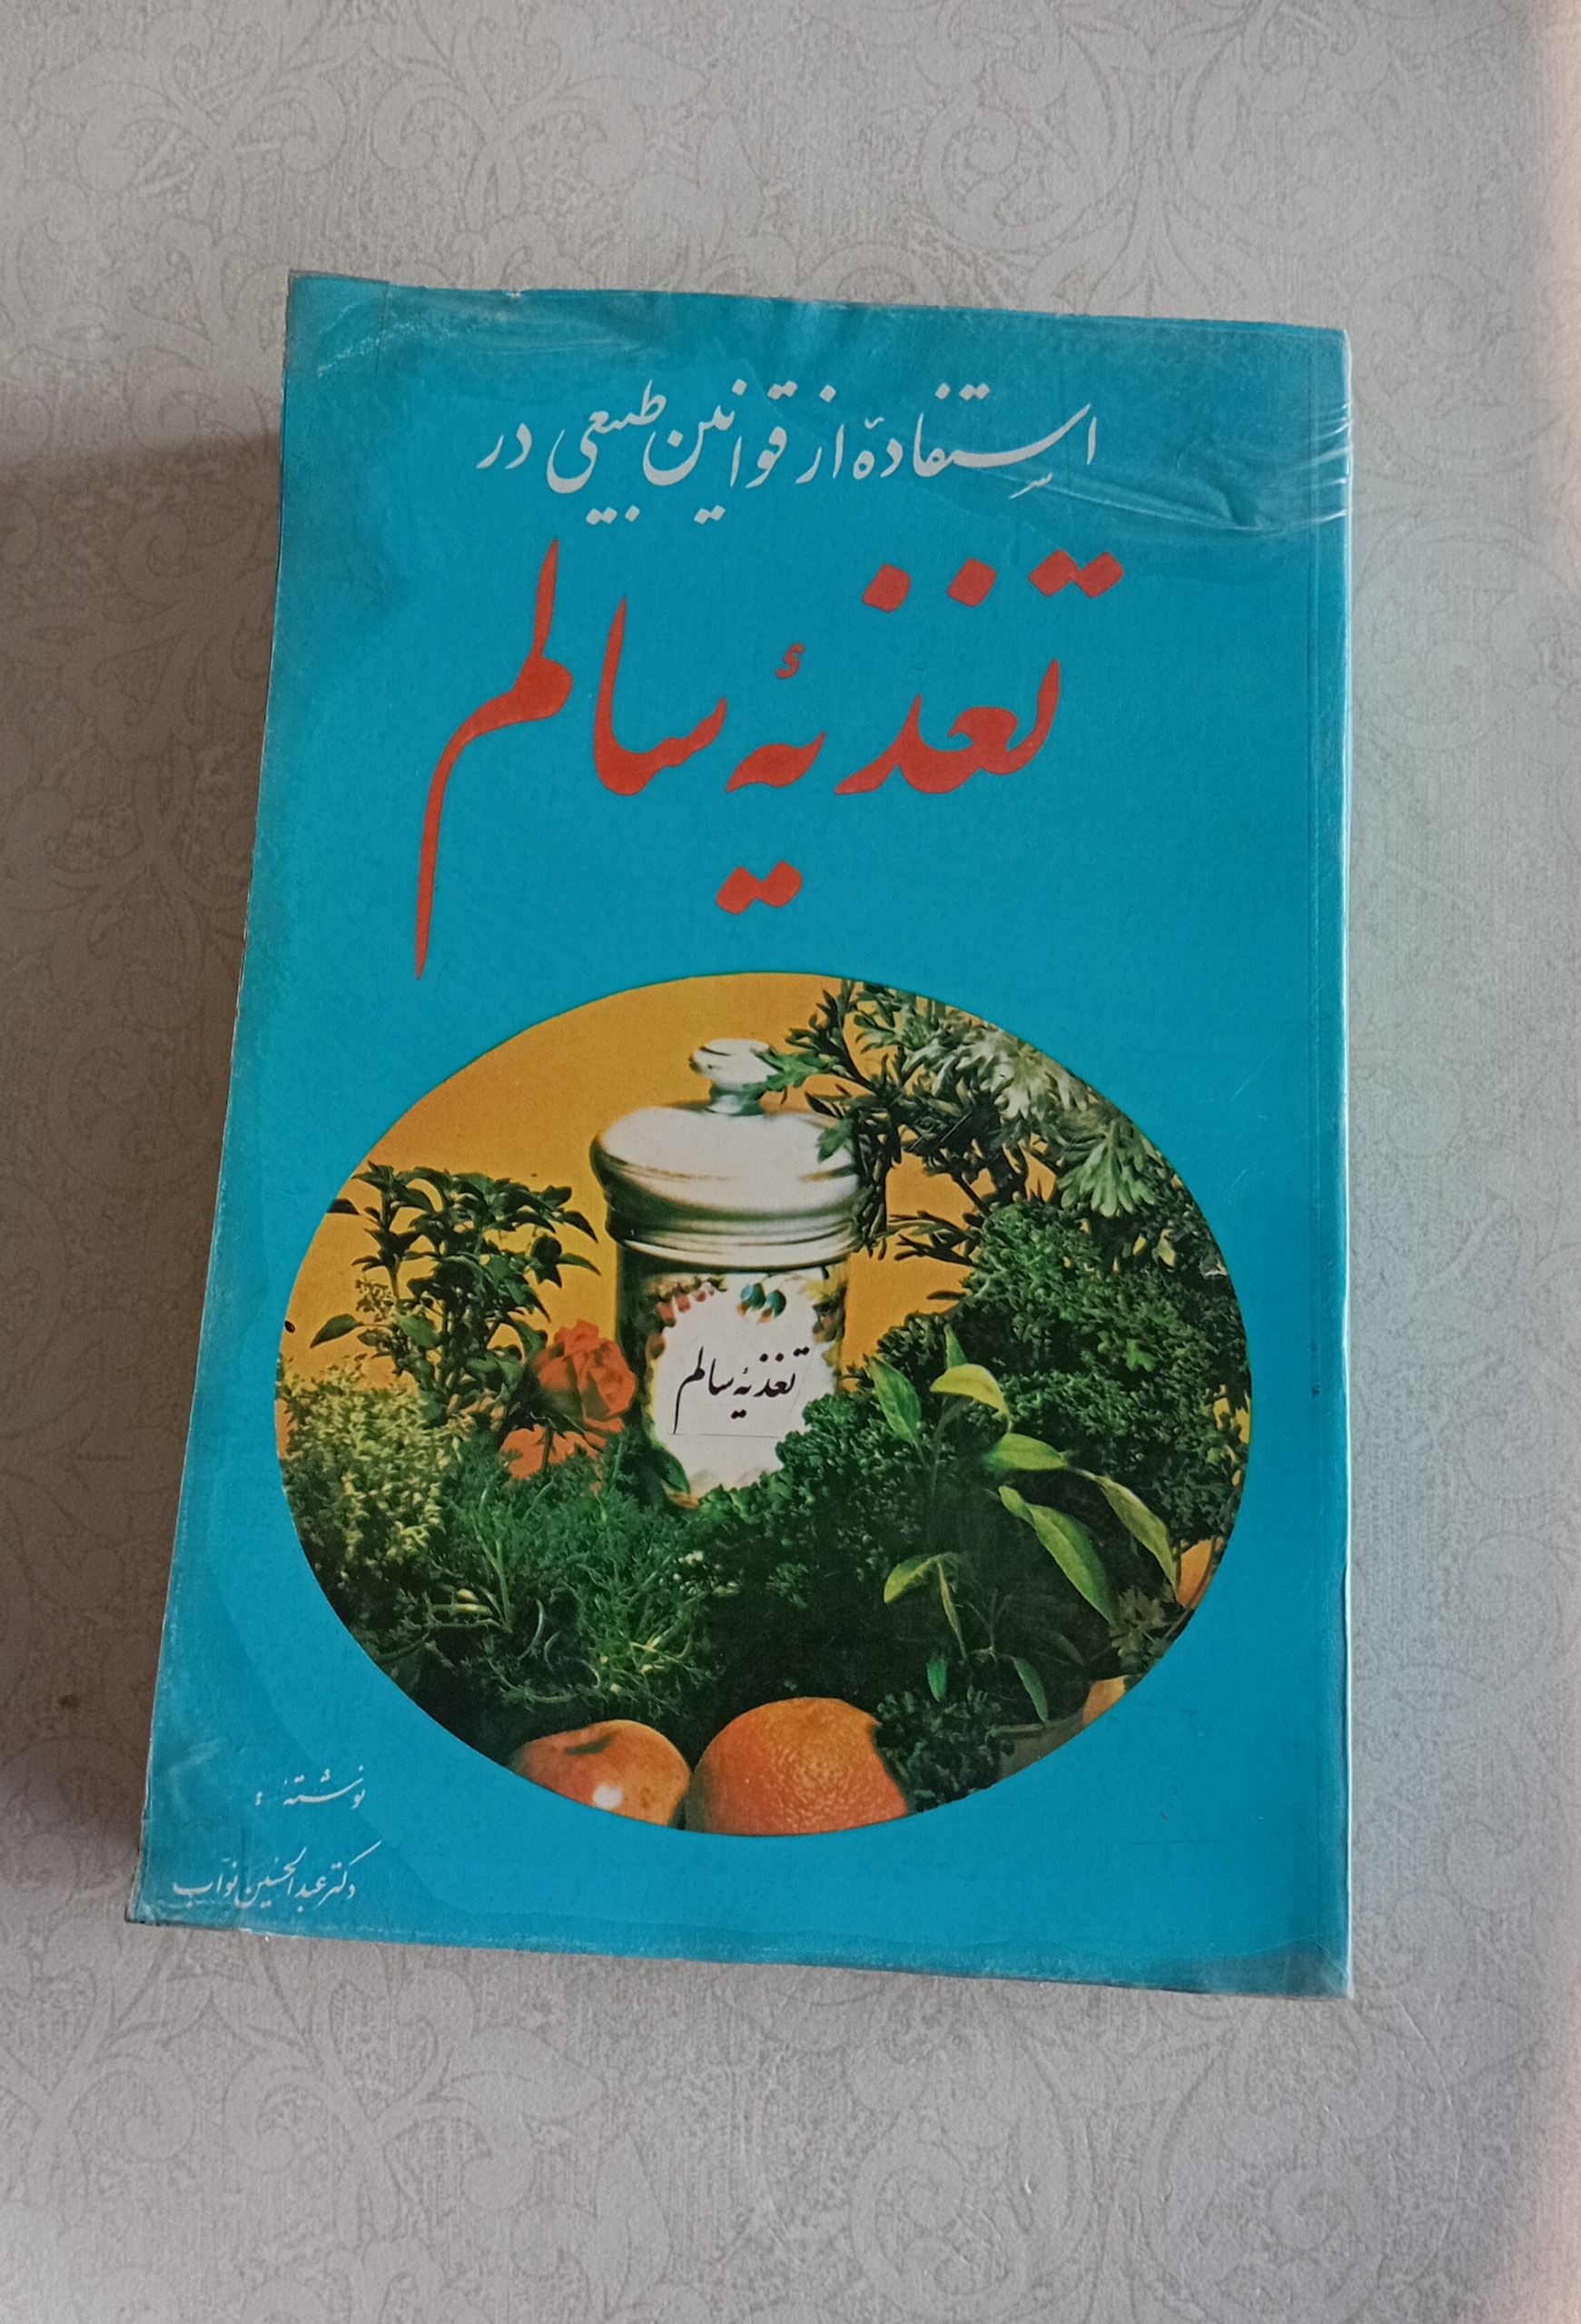 استفادهٔ از قوانین طبیعی در
تغذیهٔ سالم
تغذیهٔ سالم
نوشتهٔ :
دکتر عبدالحسین نواب